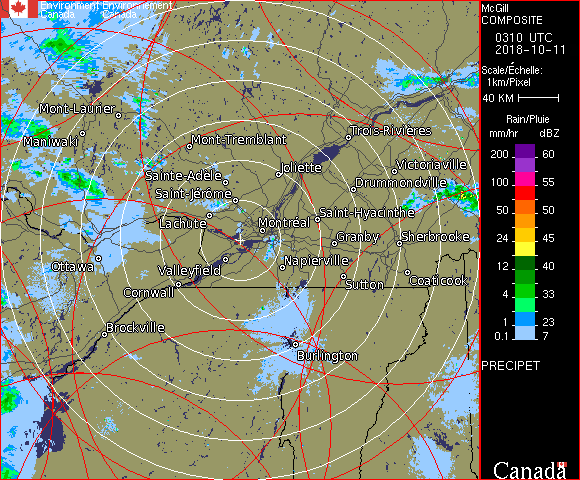 Environment Environnement
Canada Canada
Mont-Laurier
Maniwaki
Mont-Tremblant
Trois-Rivières
Joliette
Victoriaville
Sainte-Adèle
Drummondville
Saint-Jérôme
Lachute
Saint-Hyacinthe
Montréal
Granby
Sherbrooke
Ottawa
Valleyfield
Napierville
Cornwall
Sutton
Coaticook
Brockville
Burlington
McGill
COMPOSITE
0310 UTC
2018-10-11
Scale/Échelle:
1km/Pixel
40 KM
Rain/Pluie
mm/hr dBZ
200 60
57
100 55
50 50
24 45
12 40
4 33
1 23
0.1 7
PRECIPET
Canada